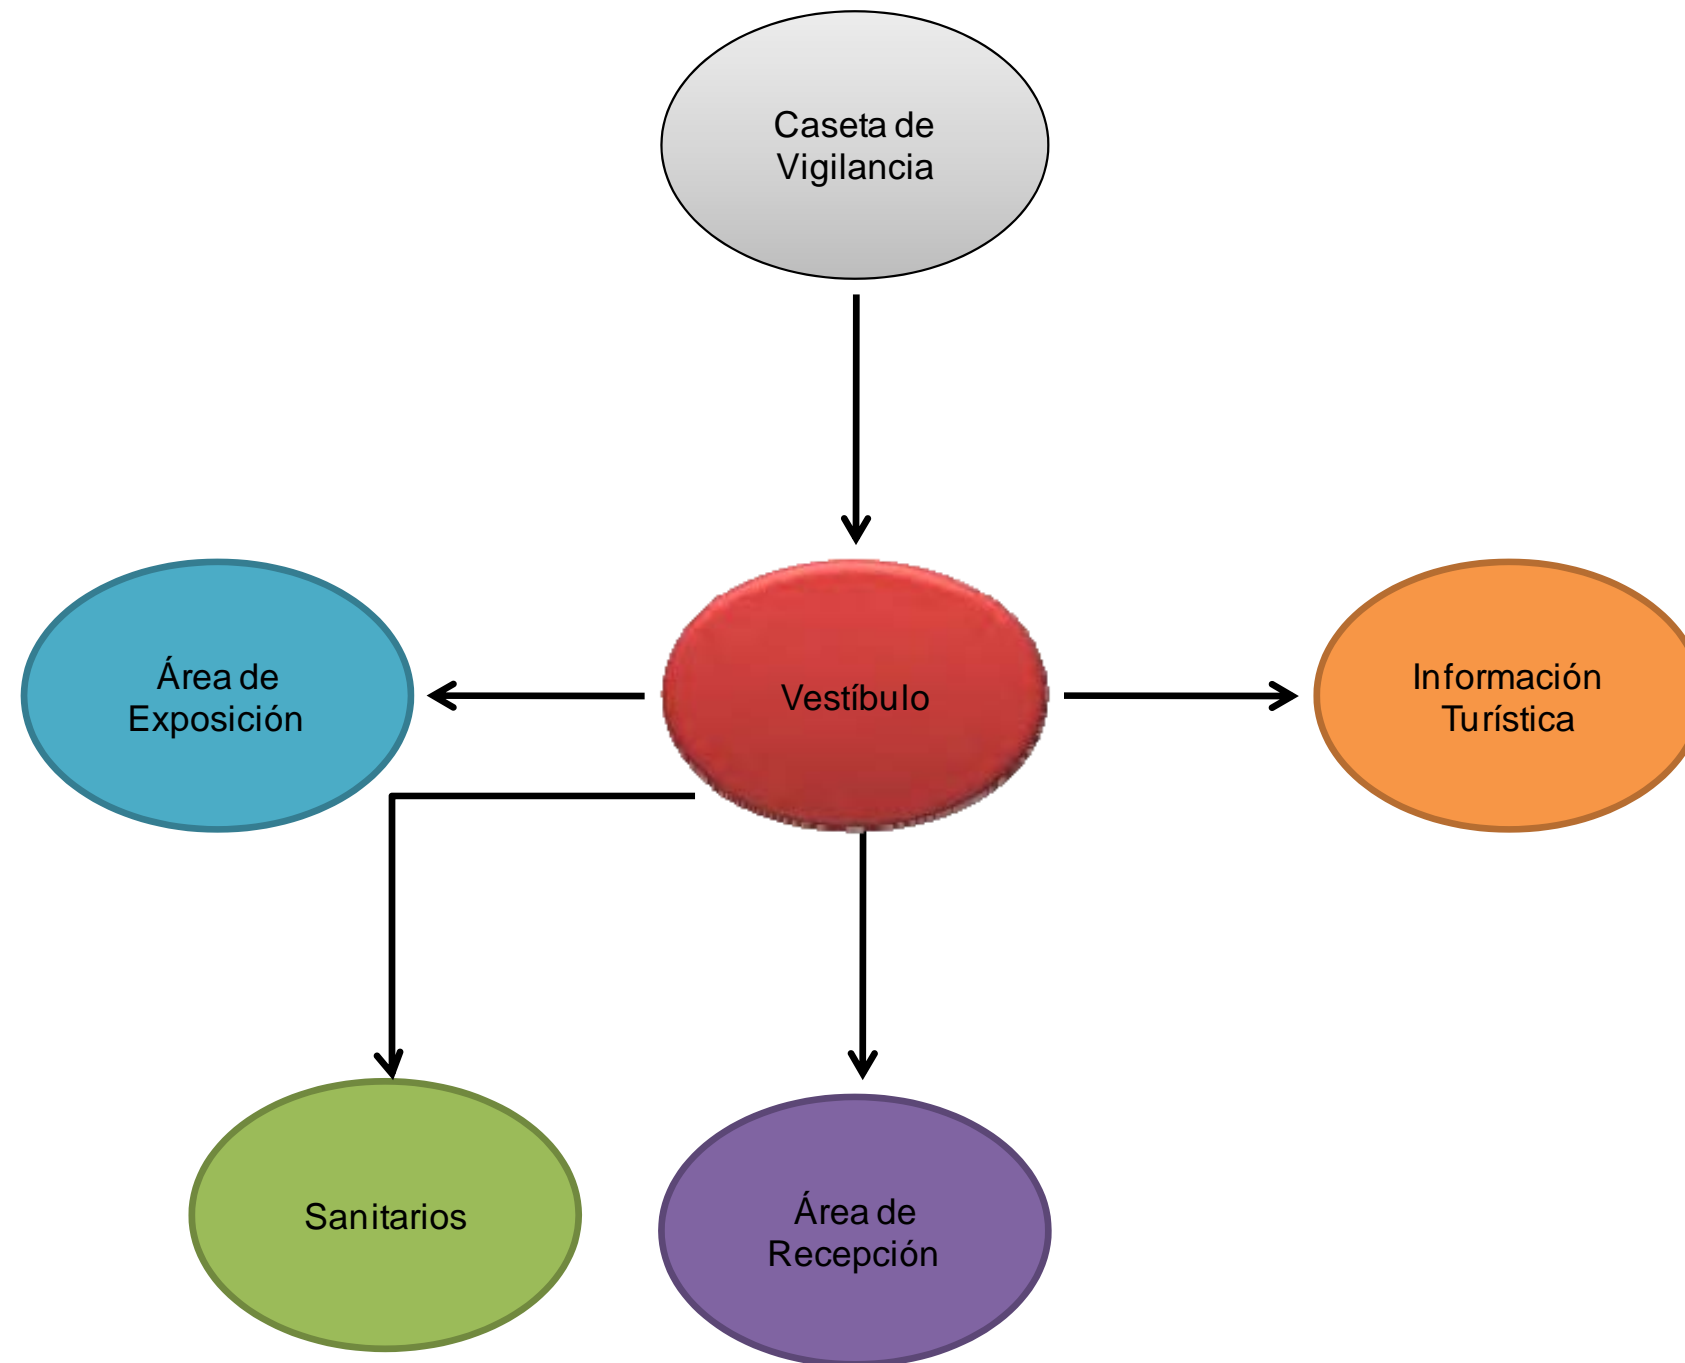 Caseta de
Vigilancia
Área de
Exposición
Vestíbulo
Información
Turística
Sanitarios
Área de
Recepción